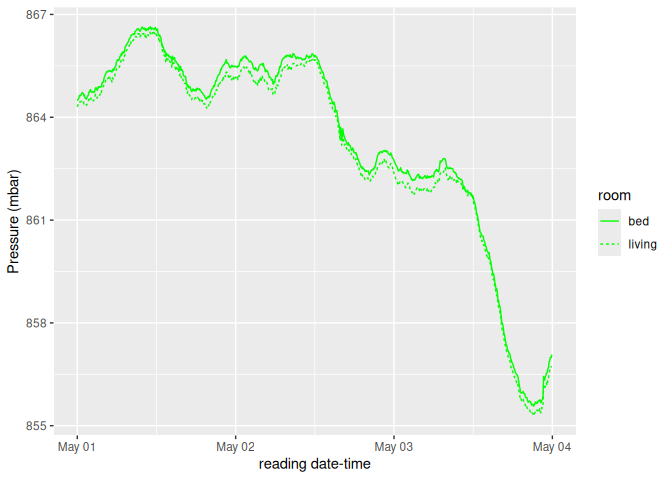 867
864
861
858
855
Pressure (mbar)
May 01 May 02 May 03 May 04
reading date-time
room
bed
living